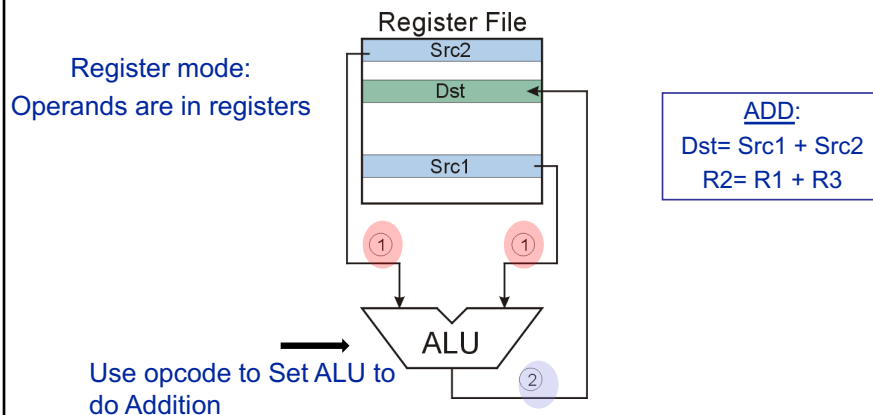 Register File
Src2
Register mode:
Operands are in registers
Dst
ADD:
Dst= Src1 + Src2
R2= R1 + R3
Src1
1
1
ALU
Use opcode to Set ALU to
do Addition
2